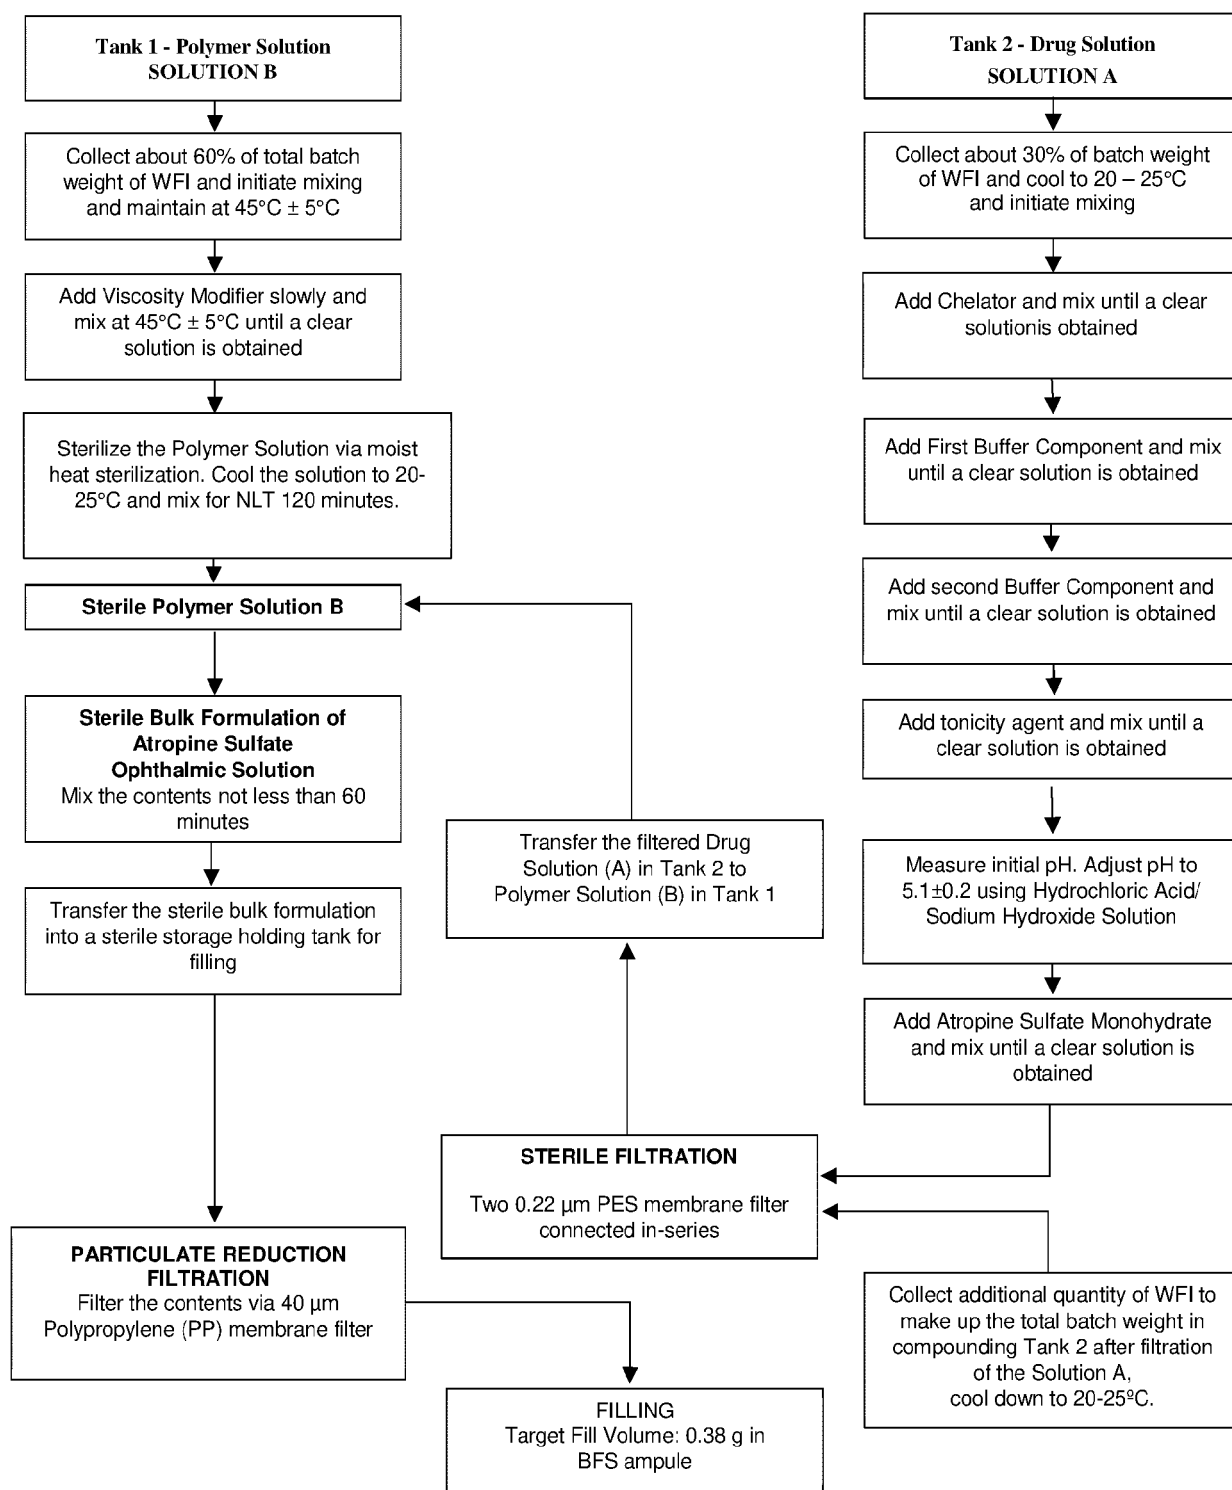 Tank 1 - Polymer Solution
SOLUTION B
Collect about 60% of total batch
weight of WFI and initiate mixing
and maintain at 45°C ± 5°C
Add Viscosity Modifier slowly and
mix at 45°C ± 5°C until a clear
solution is obtained
Sterilize the Polymer Solution via moist
heat sterilization. Cool the solution to 20-
25°C and mix for NLT 120 minutes.
Sterile Polymer Solution B
Sterile Bulk Formulation of
Atropine Sulfate
Ophthalmic Solution
Mix the contents not less than 60
minutes
Transfer the sterile bulk formulation
into a sterile storage holding tank for
filling
PARTICULATE REDUCTION
FILTRATION
Filter the contents via 40 µm
Polypropylene (PP) membrane filter
Tank 2 - Drug Solution
SOLUTION A
Collect about 30% of batch weight
of WFI and cool to 20 – 25°C
and initiate mixing
Add Chelator and mix until a clear
solutionis obtained
Add First Buffer Component and mix
until a clear solution is obtained
Add second Buffer Component and
mix until a clear solution is obtained
Add tonicity agent and mix until a
clear solution is obtained
Measure initial pH. Adjust pH to
5.1±0.2 using Hydrochloric Acid/
Sodium Hydroxide Solution
Add Atropine Sulfate Monohydrate
and mix until a clear solution is
obtained
Collect additional quantity of WFI to
make up the total batch weight in
compounding Tank 2 after filtration
of the Solution A,
cool down to 20-25ºC.
STERILE FILTRATION
Two 0.22 µm PES membrane filter
connected in-series
Transfer the filtered Drug
Solution (A) in Tank 2 to
Polymer Solution (B) in Tank 1
FILLING
Target Fill Volume: 0.38 g in
BFS ampule